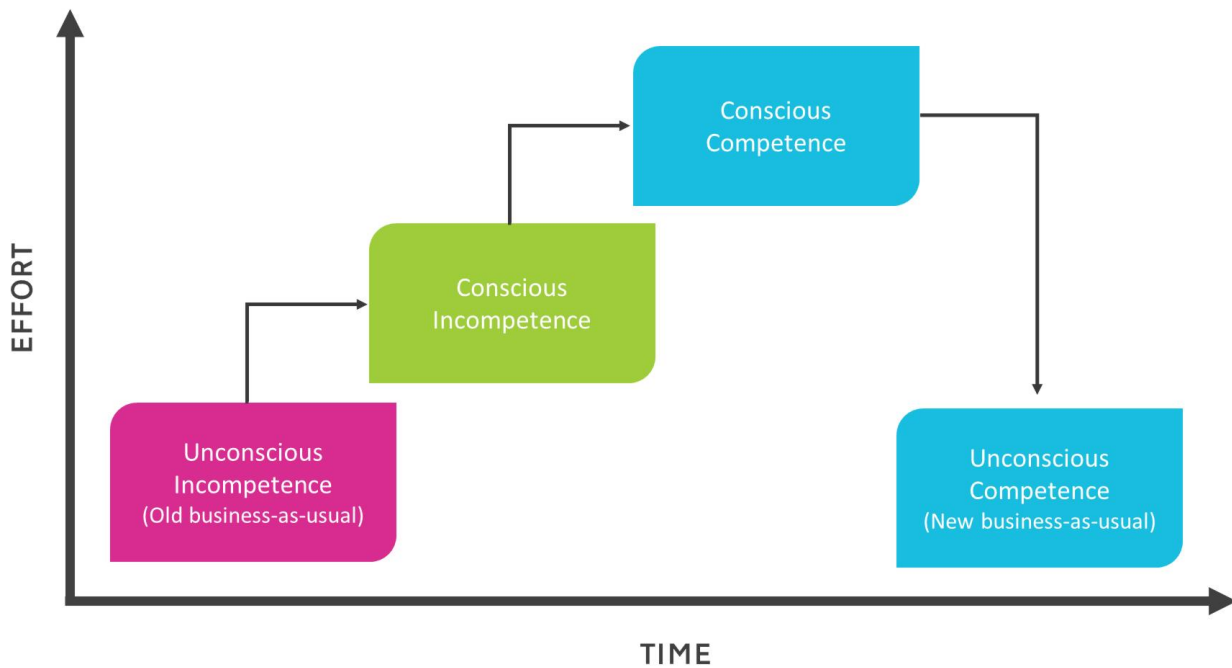 EFFORT
Conscious
Competence
Conscious
Incompetence
Unconscious
Incompetence
(Old business-as-usual)
Unconscious
Competence
(New business-as-usual)
TIME